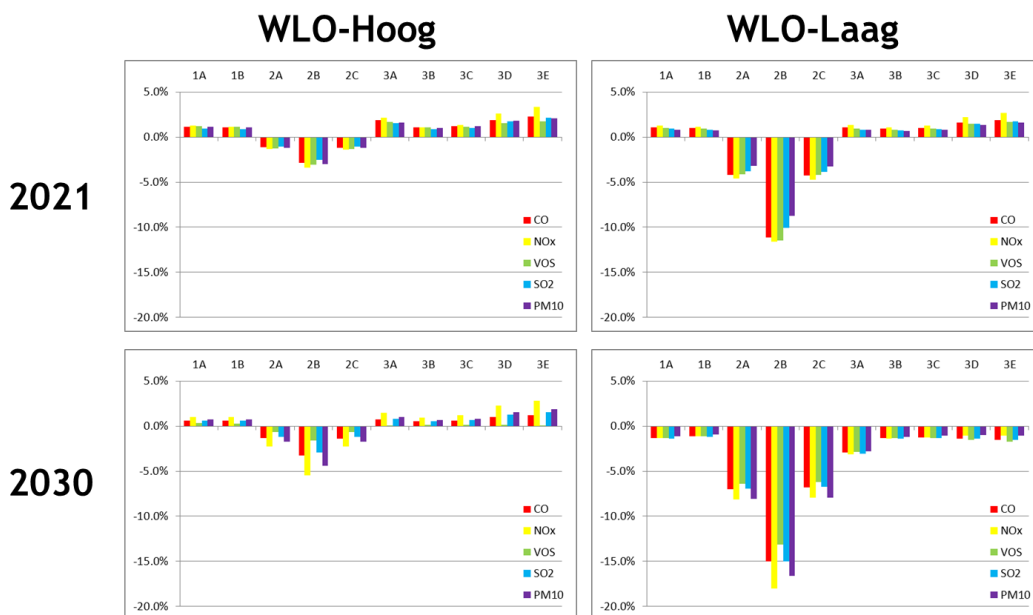 WLO-Hoog WLO-Laag
2021
1A 1B 2A 2B 2C 3A 3B 3C 3D 3E
5.0%
0.0%
-5.0%
-10.0%
-15.0%
-20.0%
CO
NOx
VOS
SO2
PM10
1A 1B 2A 2B 2C 3A 3B 3C 3D 3E
5.0%
0.0%
-5.0%
-10.0%
-15.0%
-20.0%
CO
NOx
VOS
SO2
PM10
2030
1A 1B 2A 2B 2C 3A 3B 3C 3D 3E
5.0%
0.0%
-5.0%
-10.0%
-15.0%
-20.0%
CO
NOx
VOS
SO2
PM10
1A 1B 2A 2B 2C 3A 3B 3C 3D 3E
5.0%
0.0%
-5.0%
-10.0%
-15.0%
-20.0%
CO
NOx
VOS
SO2
PM10